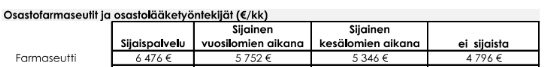 Osastofarmaseutit ja osastolääketyöntekijät (€/kk)
Sijaispalvelu Sijainen vuosilomien aikana Sijainen kesälomien aikana ei sijaista
Farmaseutti 6 476 € 5 752 € 5 346 € 4 796 €